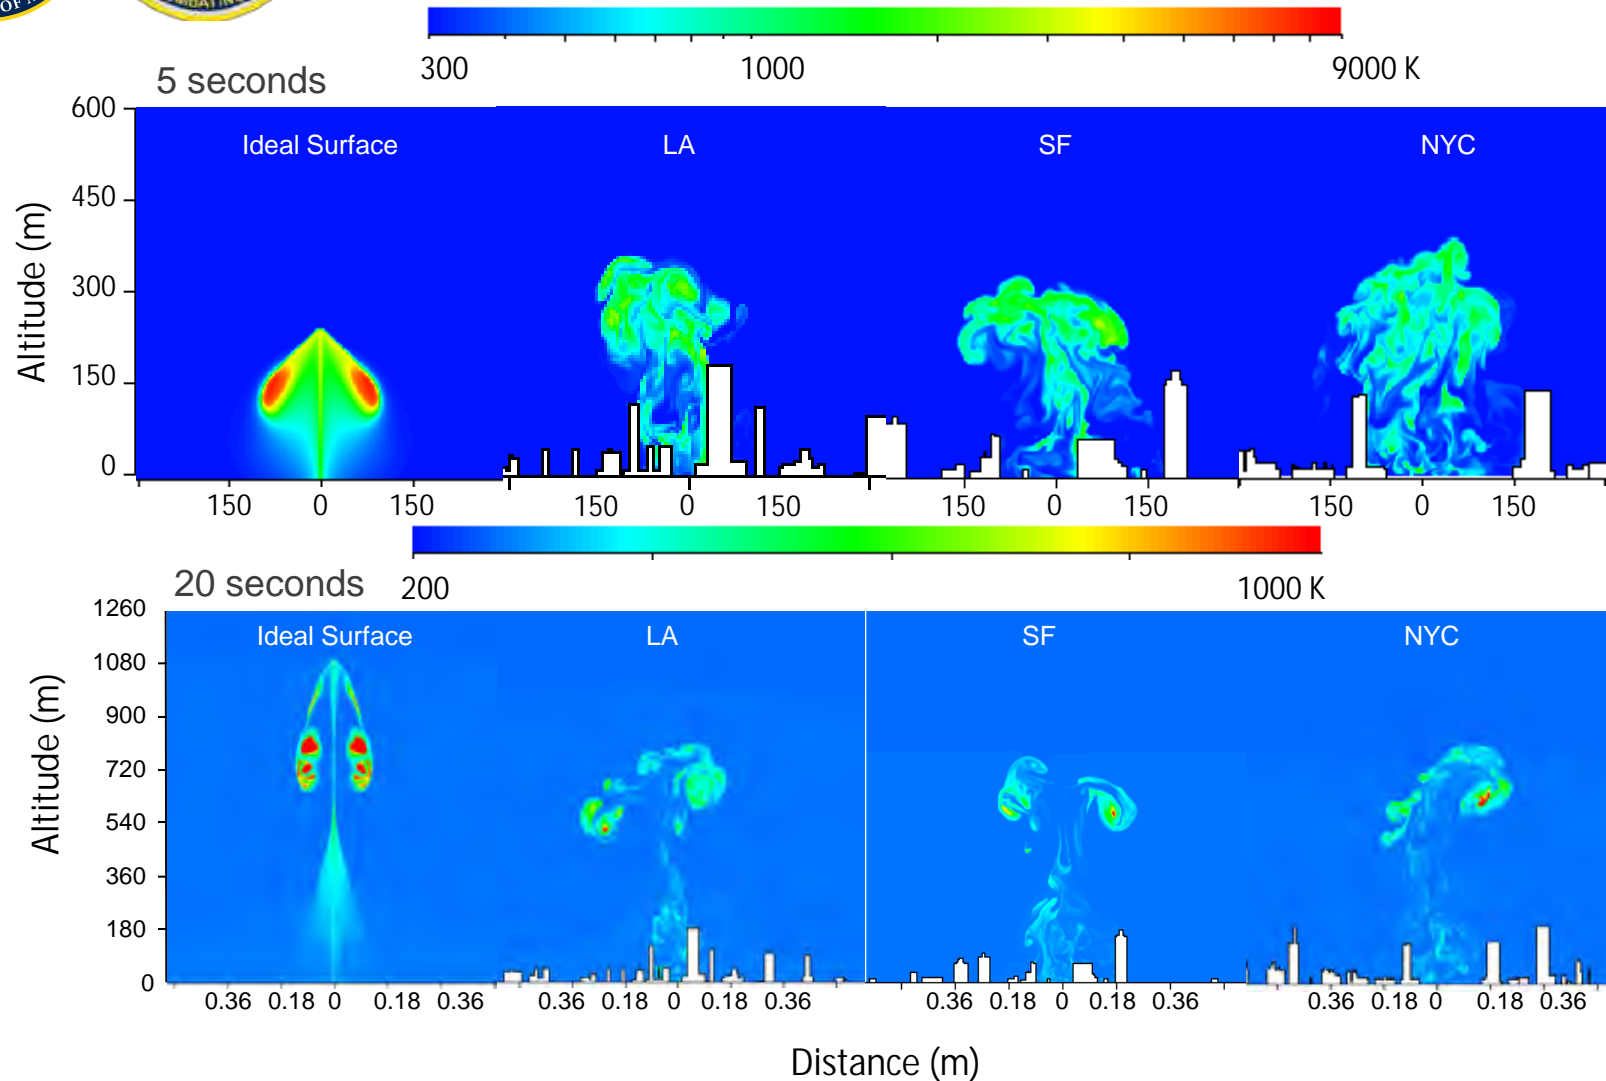 OF
COMBATING
300 1000 9000 K
5 seconds
600
450
300
150
0
Altitude (m)
Ideal Surface LA SF NYC
150 0 150 150 0 150 150 0 150 150 0 150
200 1000 K
20 seconds
1260
1080
900
720
540
360
180
0
Altitude (m)
Ideal Surface LA SF NYC
0.36 0.18 0 0.18 0.36 0.36 0.18 0 0.18 0.36 0.36 0.18 0 0.18 0.36 0.36 0.18 0 0.18 0.36
Distance (m)